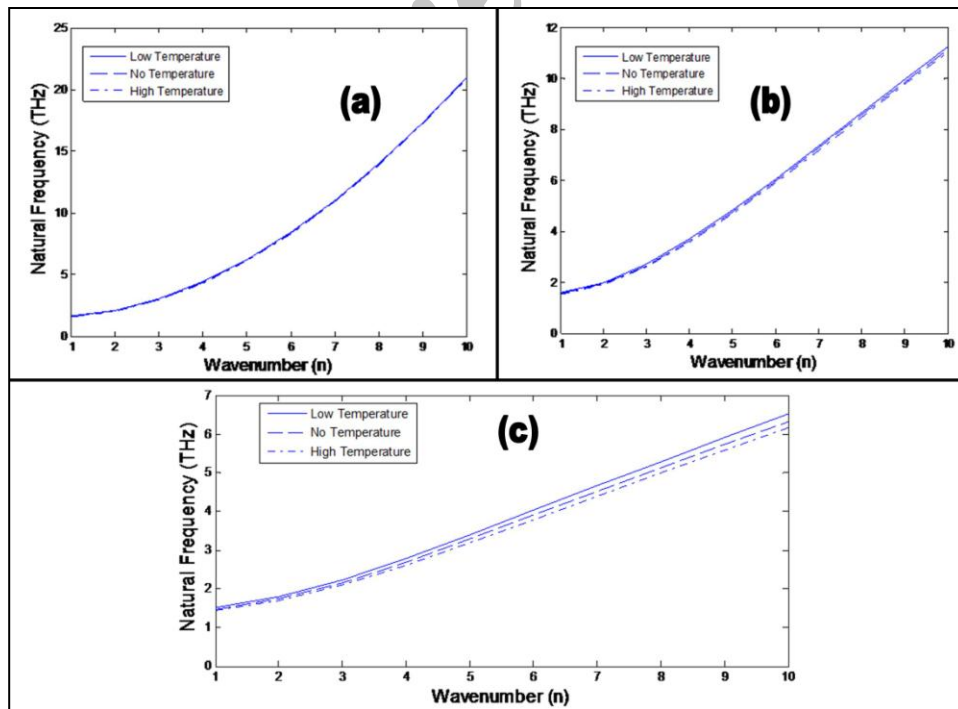 25
20
15
10
5
0
Natural Frequency (THz)
Low Temperature
No Temperature
High Temperature
(a)
1 2 3 4 5 6 7 8 9 10
Wavenumber (n)
12
10
8
6
4
2
0
Natural Frequency (THz)
Low Temperature
No Temperature
High Temperature
(b)
1 2 3 4 5 6 7 8 9 10
Wavenumber (n)
7
6
5
4
3
2
1
0
Natural Frequency (THz)
Low Temperature
No Temperature
High Temperature
(c)
1 2 3 4 5 6 7 8 9 10
Wavenumber (n)